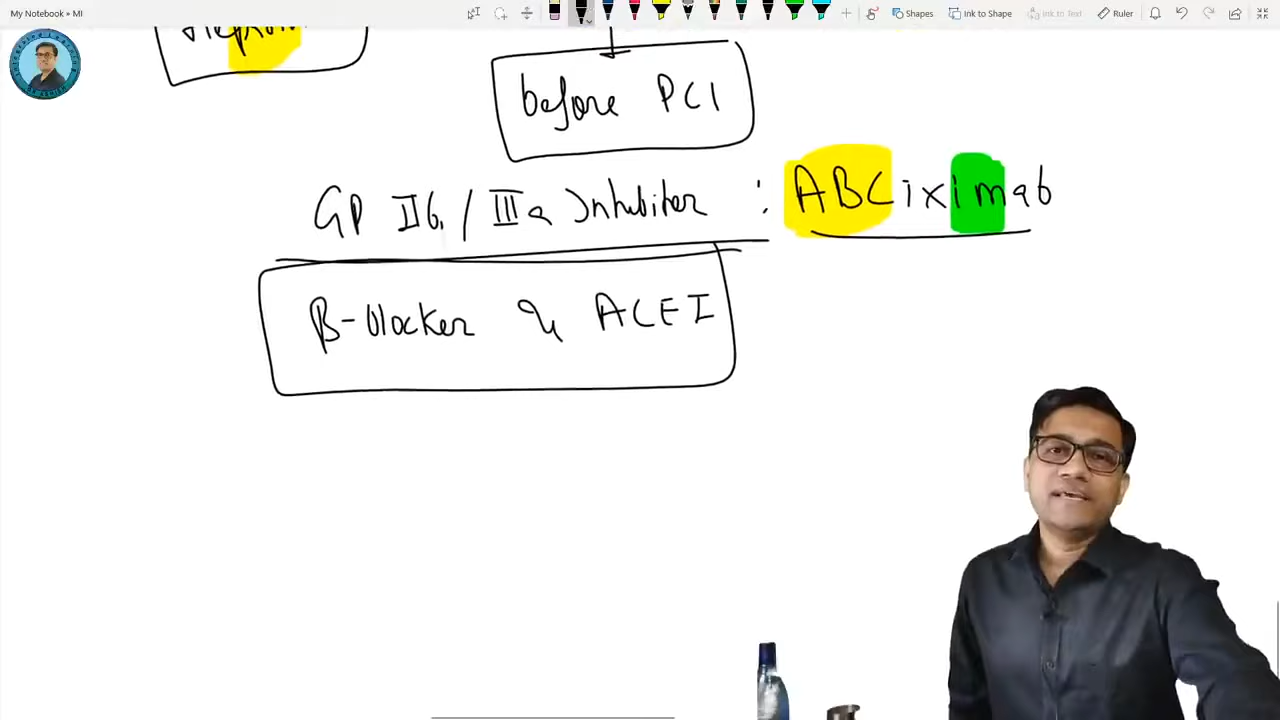 My Notebook » MI
Shapes Ink to Shape Ink to Text Ruler
before PCI
GP IIb / IIIa Inhibitor : ABCiximab
β-blocker & ACEI